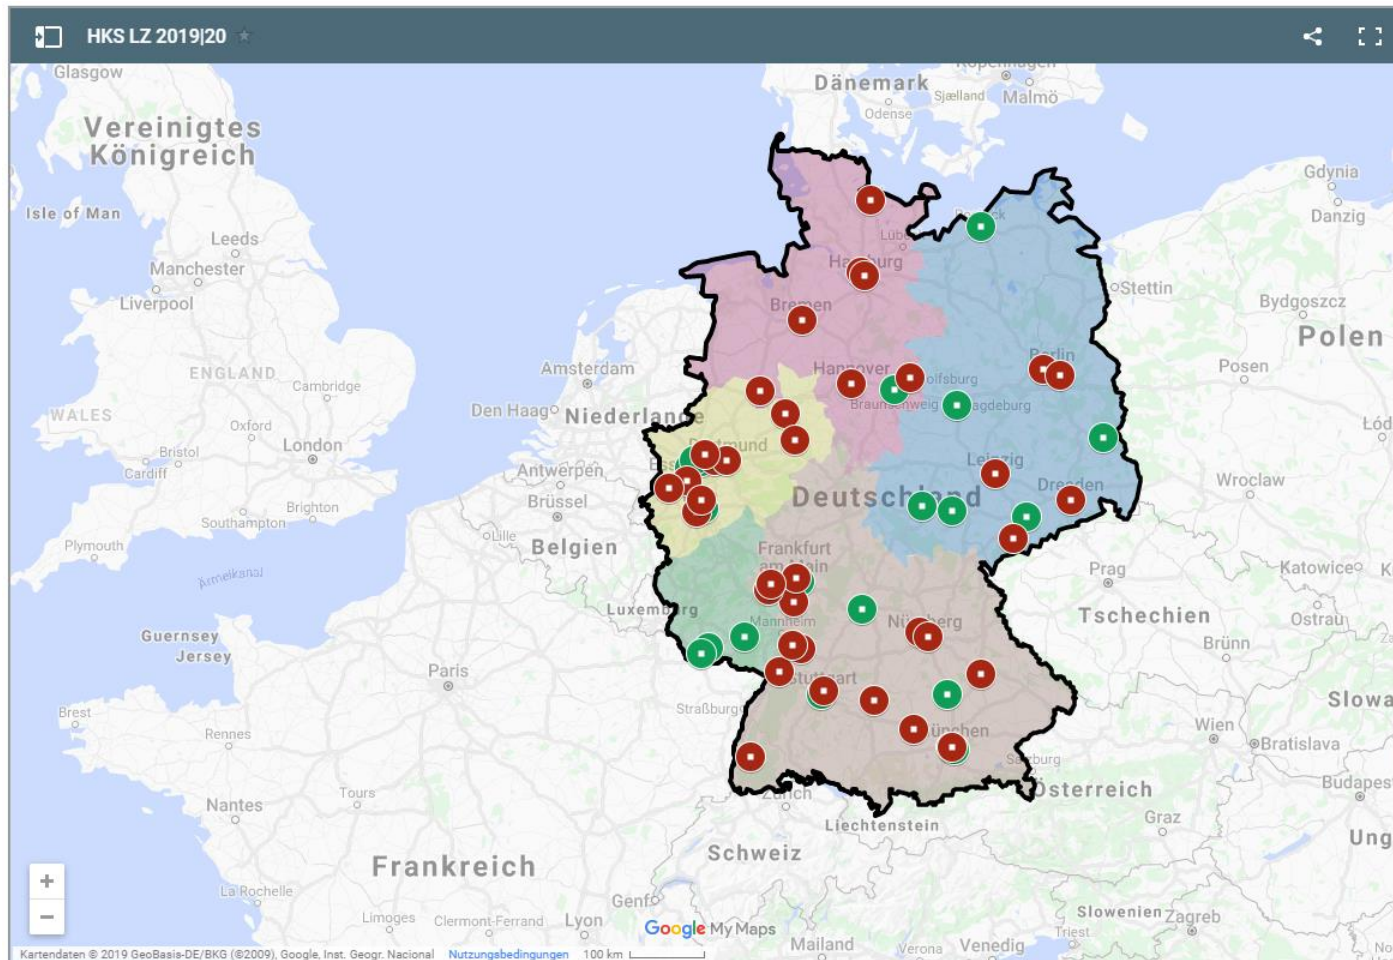 HKS LZ 2019|20
Glasgow
Kopenhagen
Dänemark
Sjælland
Malmö
Odense
Vereinigtes
Königreich
Gdynia
Danzig
Isle of Man
Leeds
Manchester
Liverpool
Hamburg
Stettin
Bydgoszcz
Bremen
Polen
ENGLAND
Cambridge
Amsterdam
Hannover
Berlin
Posen
WALES
Den Haag
Niederlande
Braunschweig
Oxford
London
Bristol
Cardiff
Antwerpen
Leipzig
Dresden
Wroclaw
Brighton
Southampton
Brüssel
Deutschland
Plymouth
Lille
Belgien
Frankfurt
am Main
Ärmelkanal
Prag
Katowice
Luxemburg
Mannheim
Nürnberg
Tschechien
Ostrau
Guernsey
Jersey
Brünn
Paris
Stuttgart
Straßburg
Brest
Rennes
Wien
Bratislava
Salzburg
Tours
Zürich
Österreich
Budapest
Nantes
Graz
Liechtenstein
Schweiz
Frankreich
La Rochelle
Genf
Slowenien
Zagreb
Limoges
Clermont-Ferrand
Lyon
Google My Maps
Triest
Mailand
Verona
Venedig
Kartendaten © 2019 GeoBasis-DE/BKG (©2009), Google, Inst. Geogr. Nacional Nutzungsbedingungen 100 km